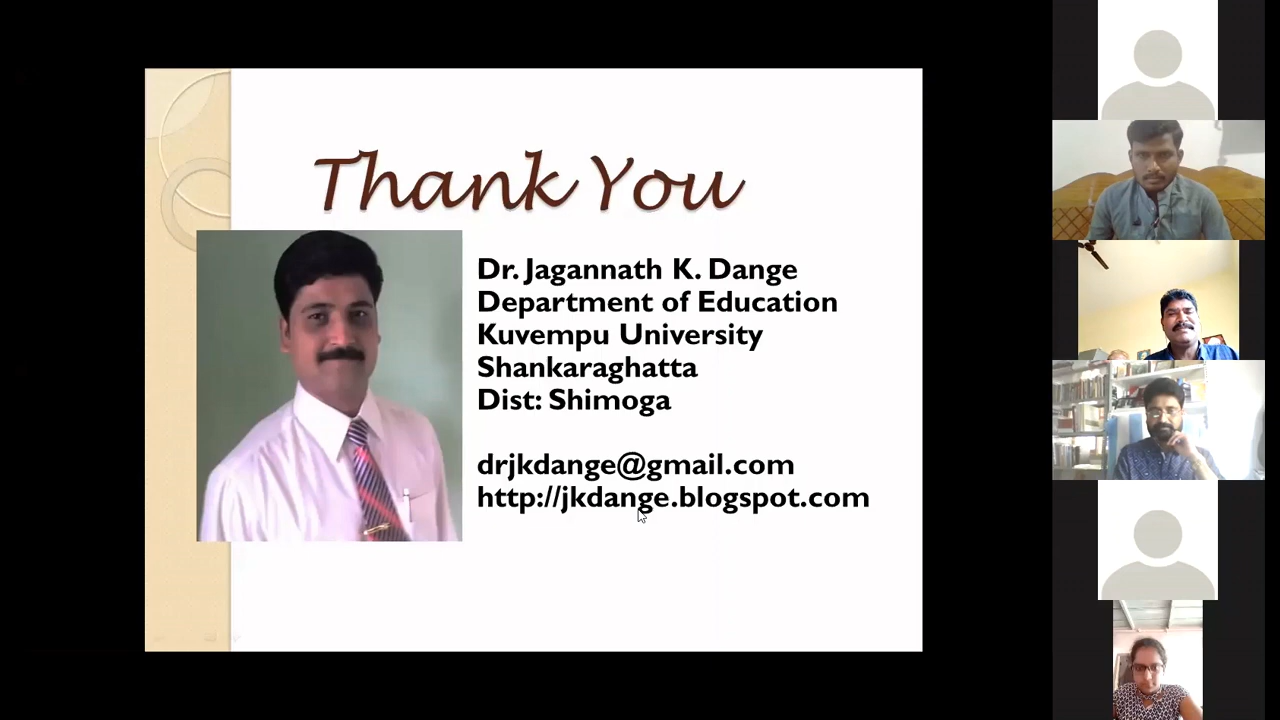 Thank You
Dr. Jagannath K. Dange
Department of Education
Kuvempu University
Shankaraghatta
Dist: Shimoga
drjkdange@gmail.com
http://jkdange.blogspot.com